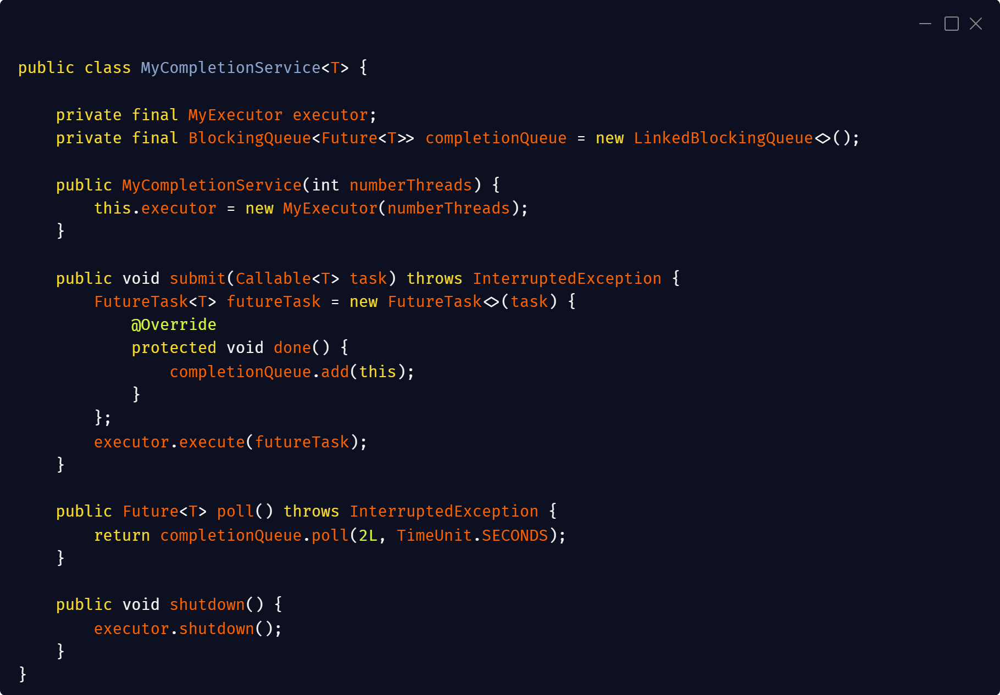 public class MyCompletionService<T> {
    private final MyExecutor executor;
    private final BlockingQueue<Future<T>> completionQueue = new LinkedBlockingQueue<>();
    public MyCompletionService(int numberThreads) {
        this.executor = new MyExecutor(numberThreads);
    }
    public void submit(Callable<T> task) throws InterruptedException {
        FutureTask<T> futureTask = new FutureTask<>(task) {
            @Override
            protected void done() {
                completionQueue.add(this);
            }
        };
        executor.execute(futureTask);
    }
    public Future<T> poll() throws InterruptedException {
        return completionQueue.poll(2L, TimeUnit.SECONDS);
    }
    public void shutdown() {
        executor.shutdown();
    }
}